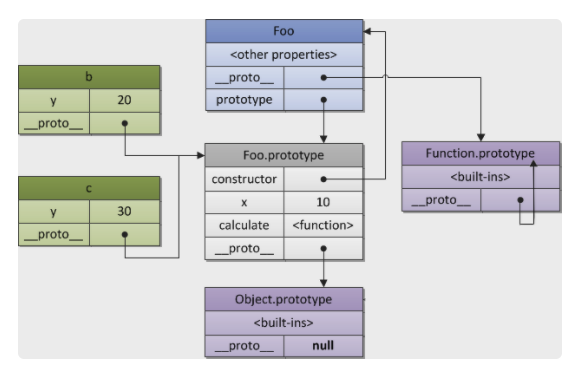 Foo
<other properties>
__proto__
prototype
b
y 20
__proto__
c
y 30
__proto__
Foo.prototype
constructor
x 10
calculate <function>
__proto__
Function.prototype
<built-ins>
__proto__
Object.prototype
<built-ins>
__proto__ null